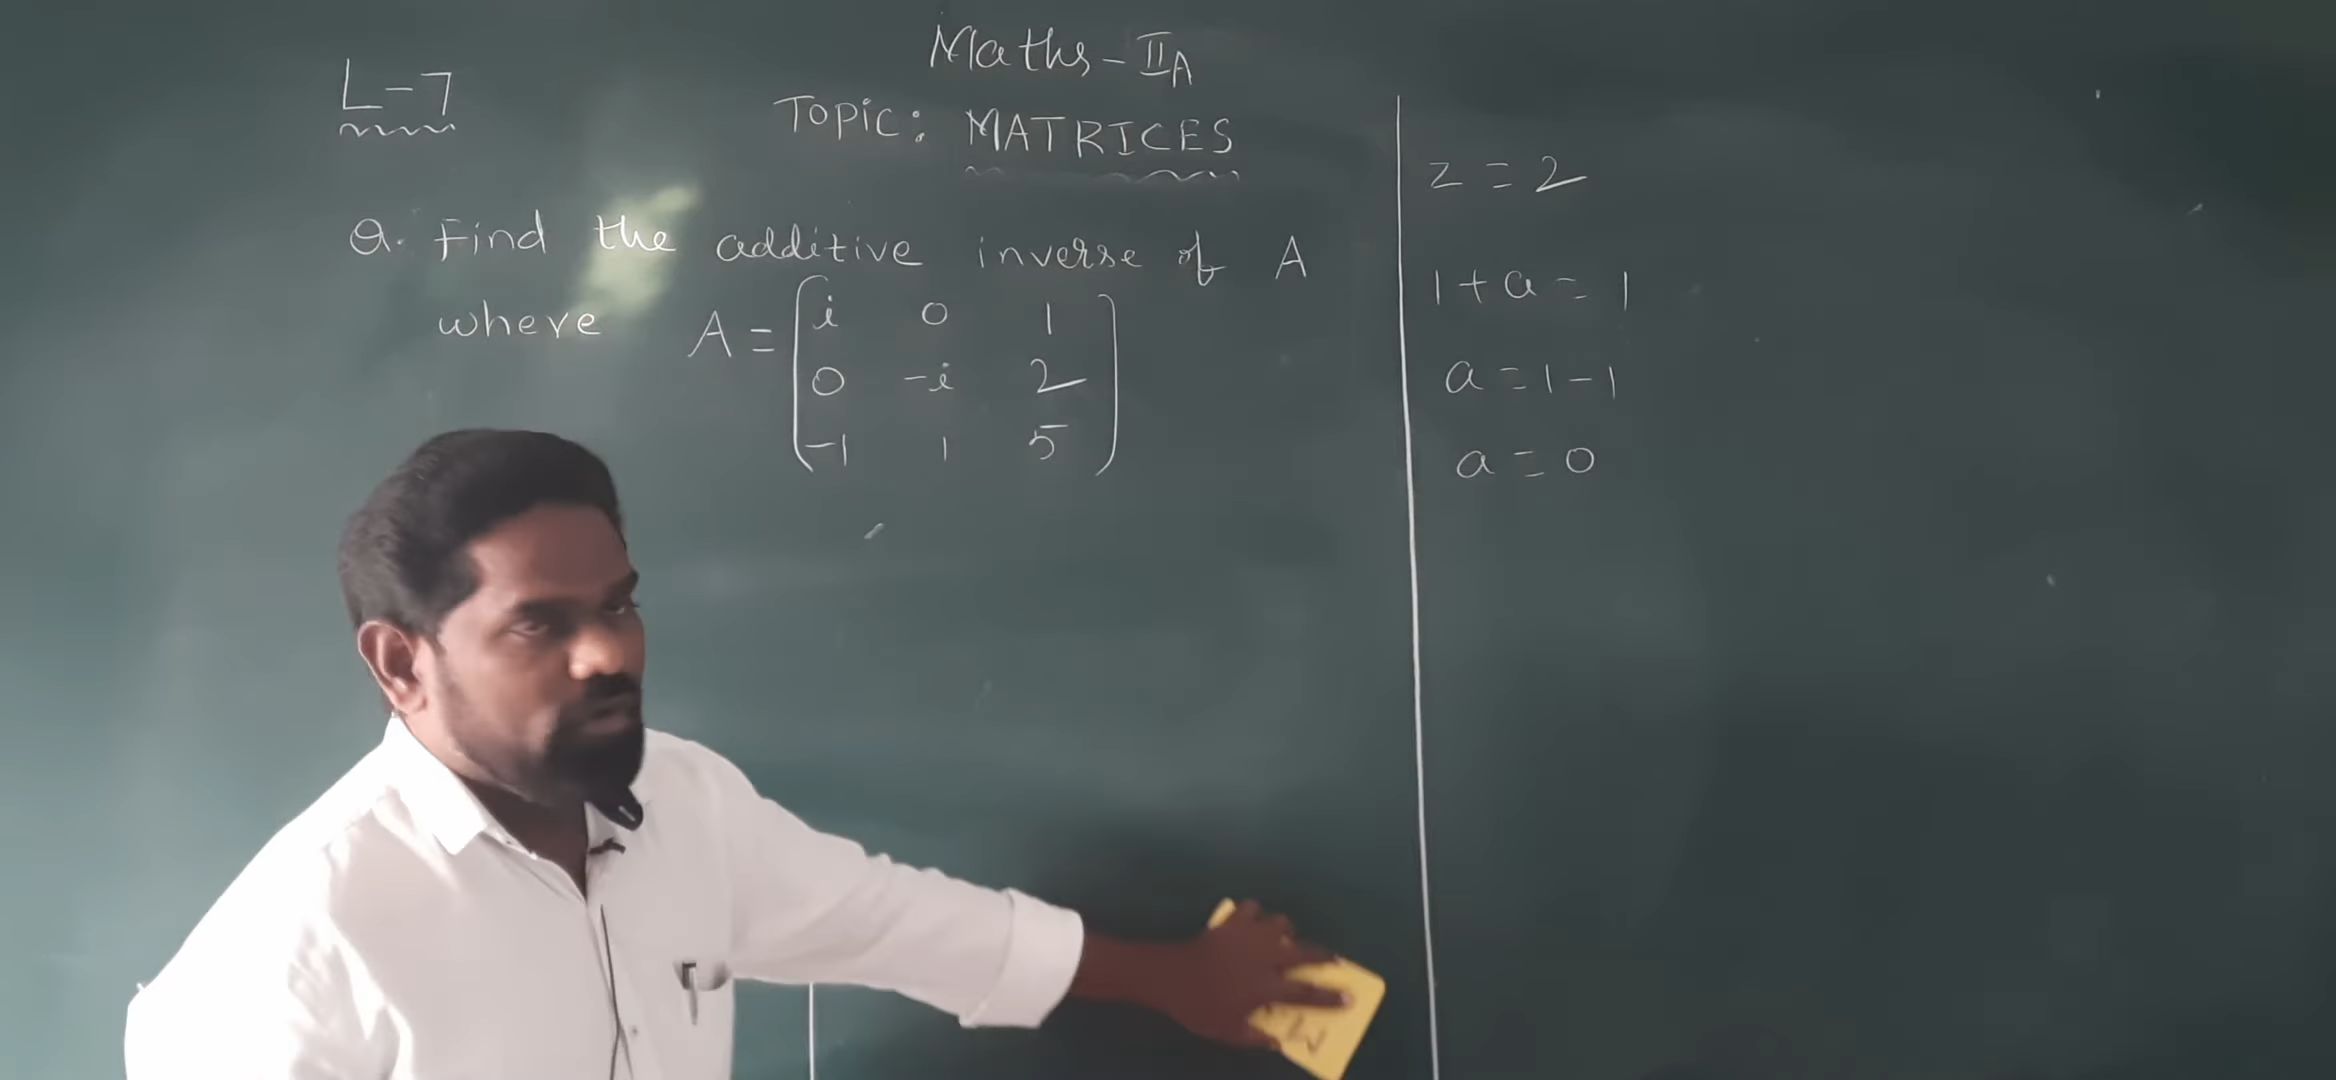 Maths - IIA
L-7
Topic: MATRICES
Q. Find the additive inverse of A
where A = [ i 0 1
0 -i 2
-1 1 5 ]
z = 2
1 + a = 1
a = 1 - 1
a = 0